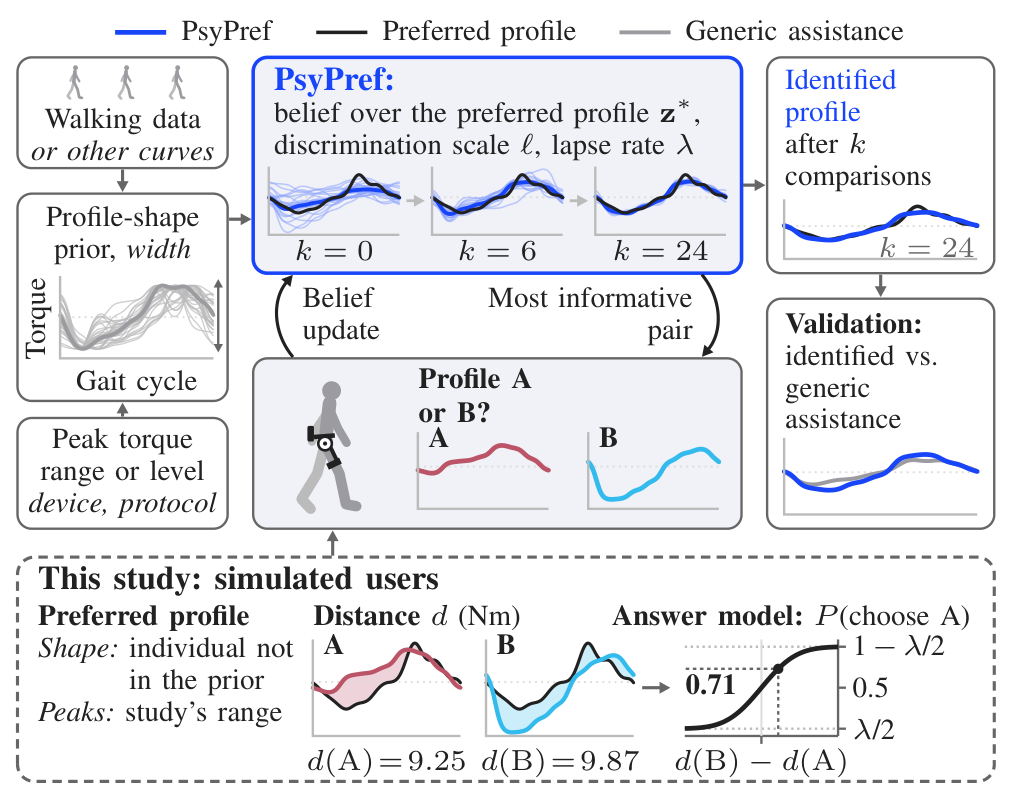 PsyPref
Preferred profile
Generic assistance
Walking data
or other curves
Profile-shape
prior, width
Torque
Gait cycle
Peak torque
range or level
device, protocol
PsyPref:
belief over the preferred profile z*,
discrimination scale ℓ, lapse rate λ
k = 0
k = 6
k = 24
Belief
update
Most informative
pair
Profile A
or B?
A
B
Identified
profile
after k
comparisons
k = 24
Validation:
identified vs.
generic
assistance
This study: simulated users
Preferred profile
Shape: individual not
in the prior
Peaks: study's range
Distance d (Nm)
A
B
d(A) = 9.25
d(B) = 9.87
Answer model: P(choose A)
0.71
1 − λ/2
0.5
λ/2
d(B) − d(A)